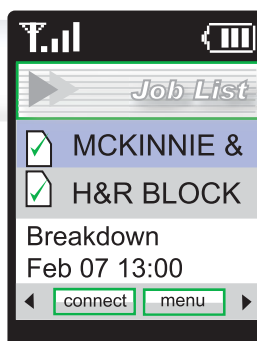 Job List
MCKINNIE &
H&R BLOCK
Breakdown
Feb 07 13:00
connect menu